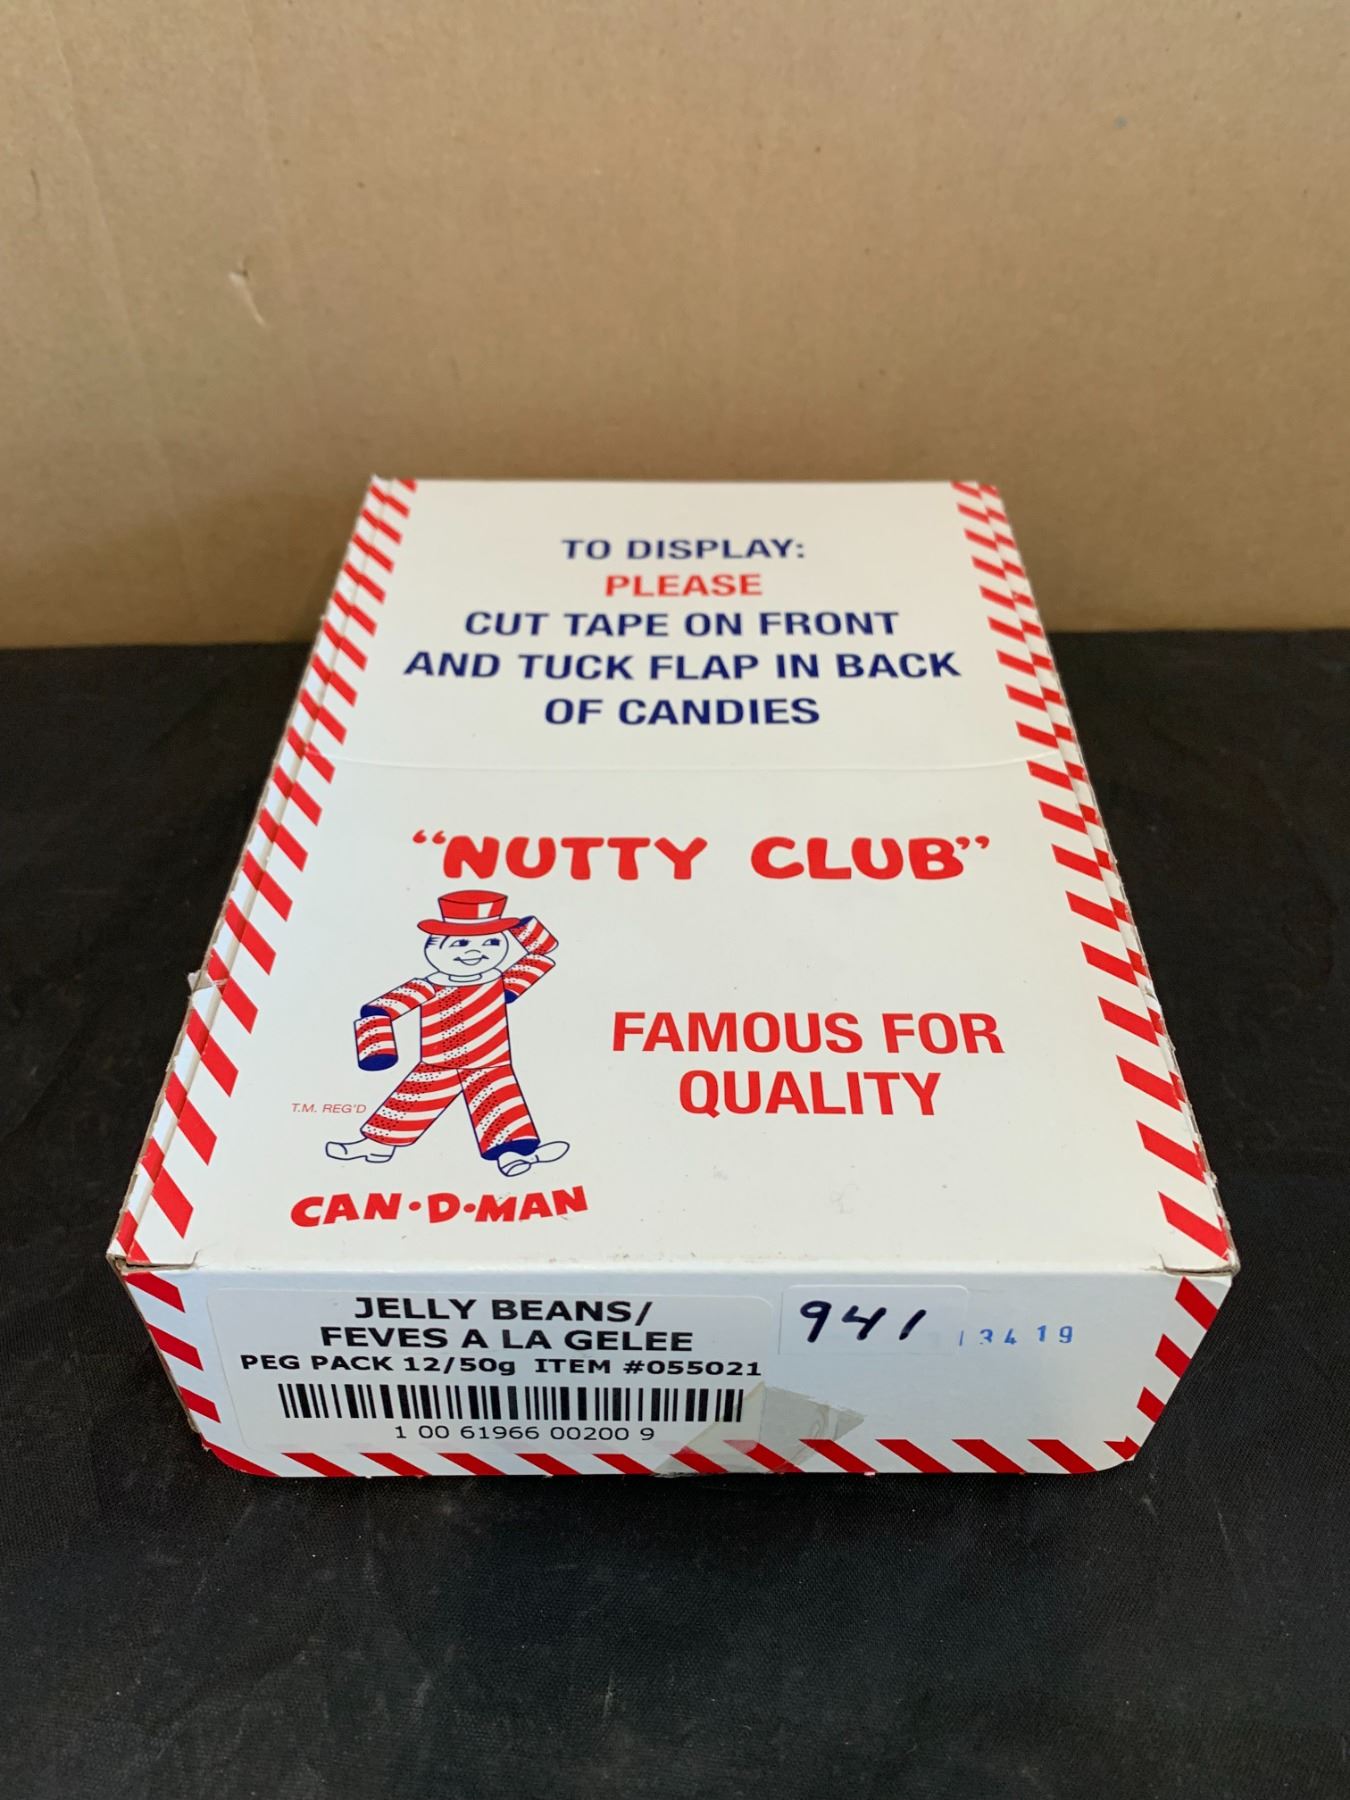 TO DISPLAY:
PLEASE
CUT TAPE ON FRONT
AND TUCK FLAP IN BACK
OF CANDIES
“NUTTY CLUB”
FAMOUS FOR
QUALITY
T.M. REG'D
CAN•D•MAN
JELLY BEANS/
FEVES A LA GELEE
PEG PACK 12/50g ITEM #055021
1 00 61966 00200 9
941
13419